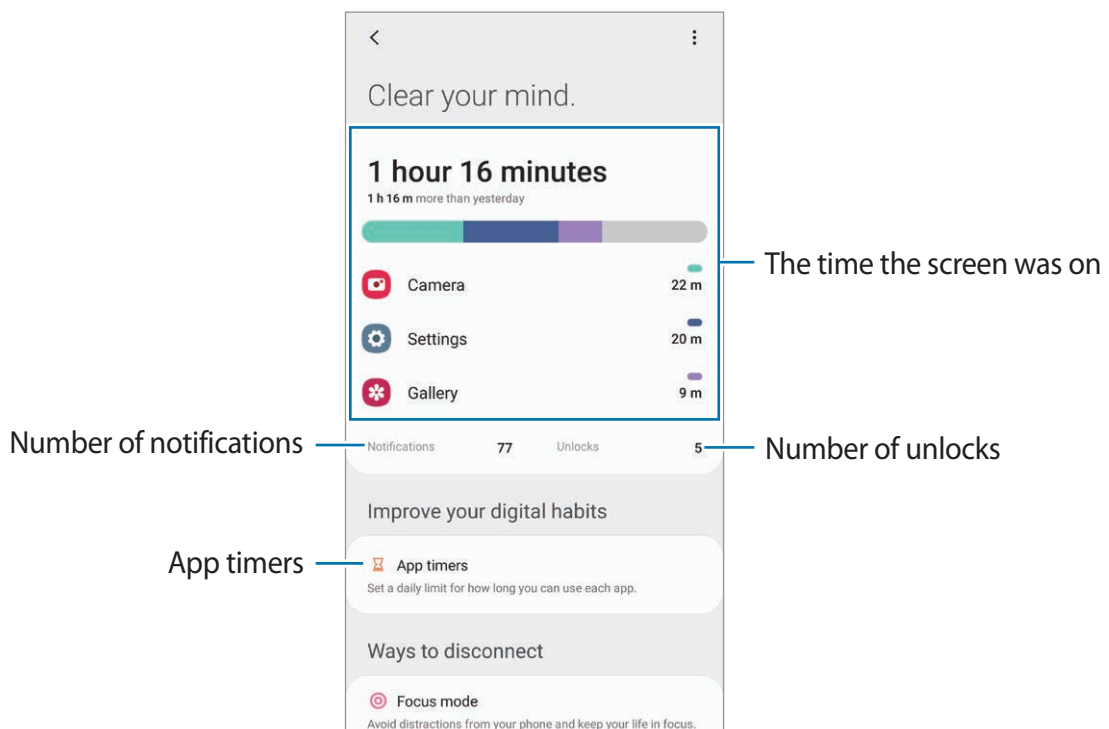 Clear your mind.
1 hour 16 minutes
1 h 16 m more than yesterday
The time the screen was on
Camera 22 m
Settings 20 m
Gallery 9 m
Number of notifications
Notifications 77 Unlocks 5
Number of unlocks
Improve your digital habits
App timers
App timers
Set a daily limit for how long you can use each app.
Ways to disconnect
Focus mode
Avoid distractions from your phone and keep your life in focus.